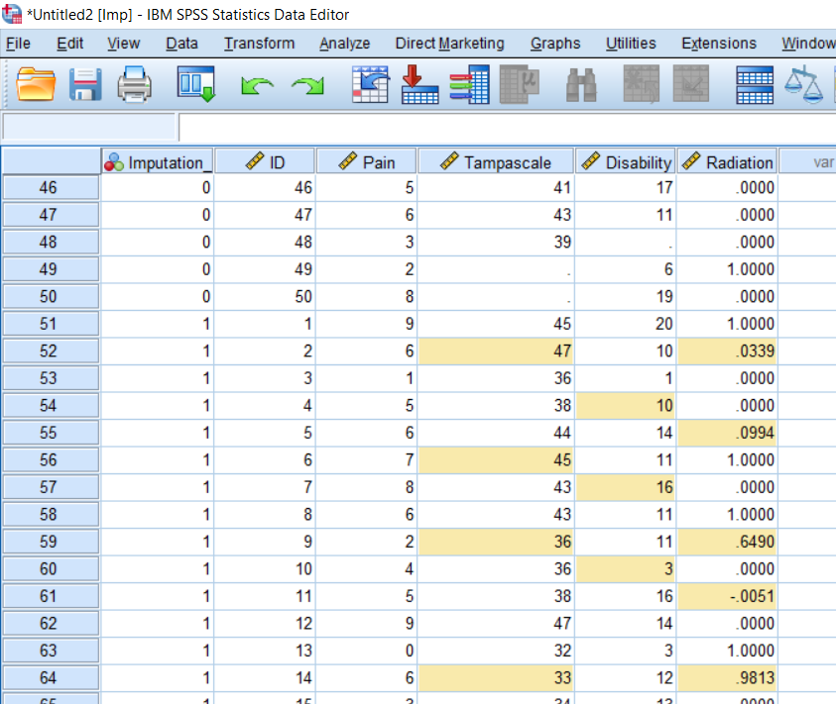 *Untitled2 [Imp] - IBM SPSS Statistics Data Editor
File Edit View Data Transform Analyze Direct Marketing Graphs Utilities Extensions Window
Imputation_ ID Pain Tampascale Disability Radiation var
46 0 46 5 41 17 .0000
47 0 47 6 43 11 .0000
48 0 48 3 39 . .0000
49 0 49 2 . 6 1.0000
50 0 50 8 . 19 .0000
51 1 1 9 45 20 1.0000
52 1 2 6 47 10 .0339
53 1 3 1 36 1 .0000
54 1 4 5 38 10 .0000
55 1 5 6 44 14 .0994
56 1 6 7 45 11 1.0000
57 1 7 8 43 16 .0000
58 1 8 6 43 11 1.0000
59 1 9 2 36 11 .6490
60 1 10 4 36 3 .0000
61 1 11 5 38 16 -.0051
62 1 12 9 47 14 .0000
63 1 13 0 32 3 1.0000
64 1 14 6 33 12 .9813
65 1 15 3 34 13 .0000